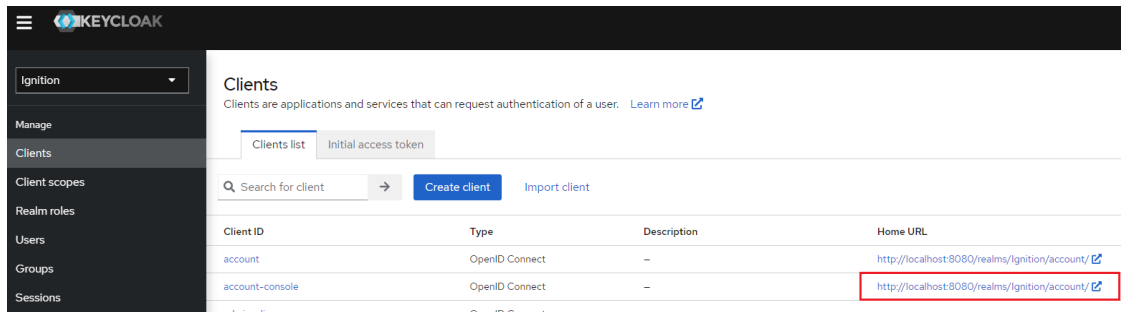 KEYCLOAK
Ignition
Manage
Clients
Client scopes
Realm roles
Users
Groups
Sessions
Clients
Clients are applications and services that can request authentication of a user. Learn more
Clients list Initial access token
Search for client Create client Import client
Client ID Type Description Home URL
account OpenID Connect – http://localhost:8080/realms/Ignition/account/
account-console OpenID Connect – http://localhost:8080/realms/Ignition/account/